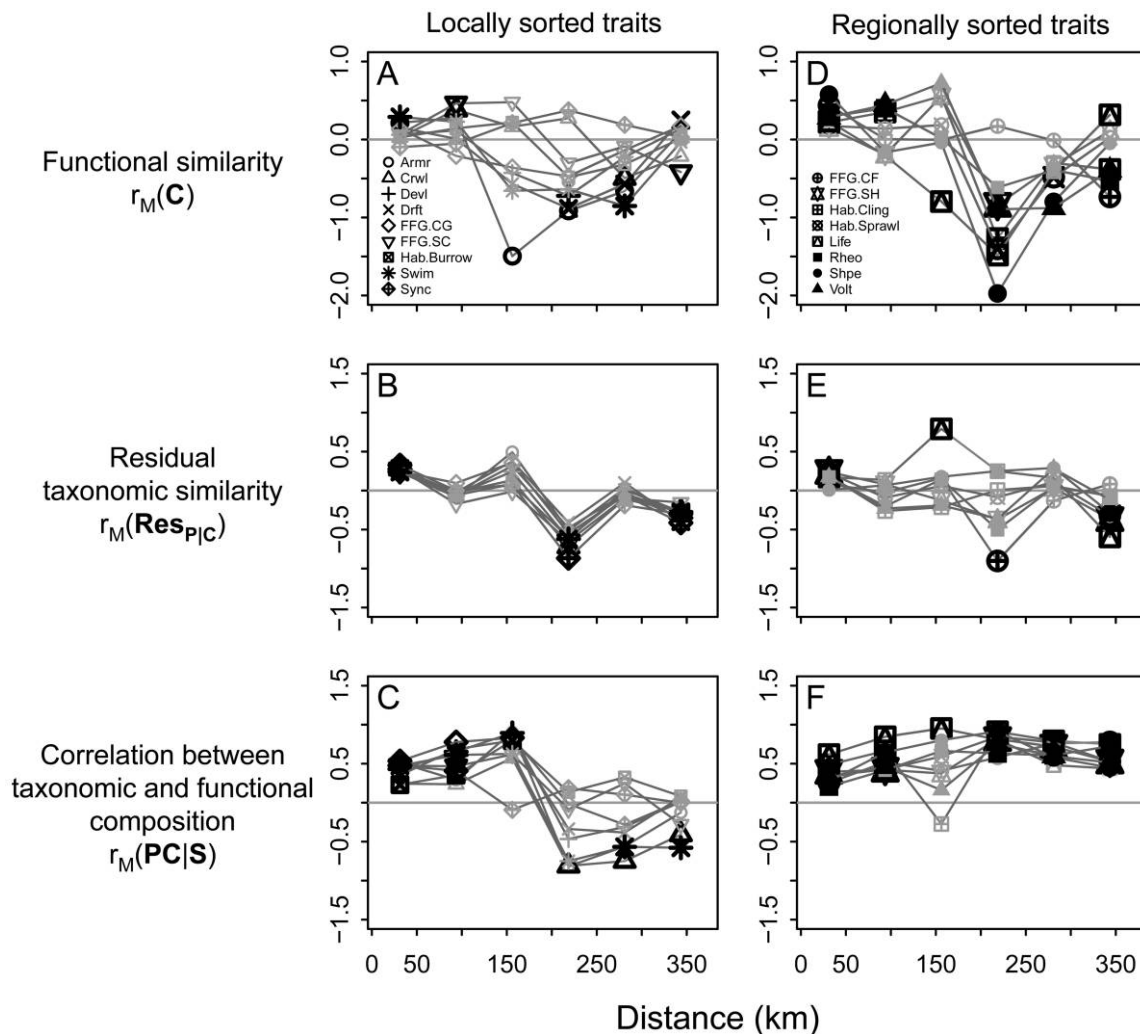 Locally sorted traits
Regionally sorted traits
Functional similarity
r_M(C)
A
1.0
0.0
−1.0
−2.0
Armr
Crwl
Devl
Drft
FFG.CG
FFG.SC
Hab.Burrow
Swim
Sync
D
1.0
0.0
−1.0
−2.0
FFG.CF
FFG.SH
Hab.Cling
Hab.Sprawl
Life
Rheo
Shpe
Volt
Residual
taxonomic similarity
r_M(Res_P|C)
B
1.5
0.5
−0.5
−1.5
E
1.5
0.5
−0.5
−1.5
Correlation between
taxonomic and functional
composition
r_M(PC|S)
C
1.5
0.5
−0.5
−1.5
F
1.5
0.5
−0.5
−1.5
0 50 150 250 350
0 50 150 250 350
Distance (km)